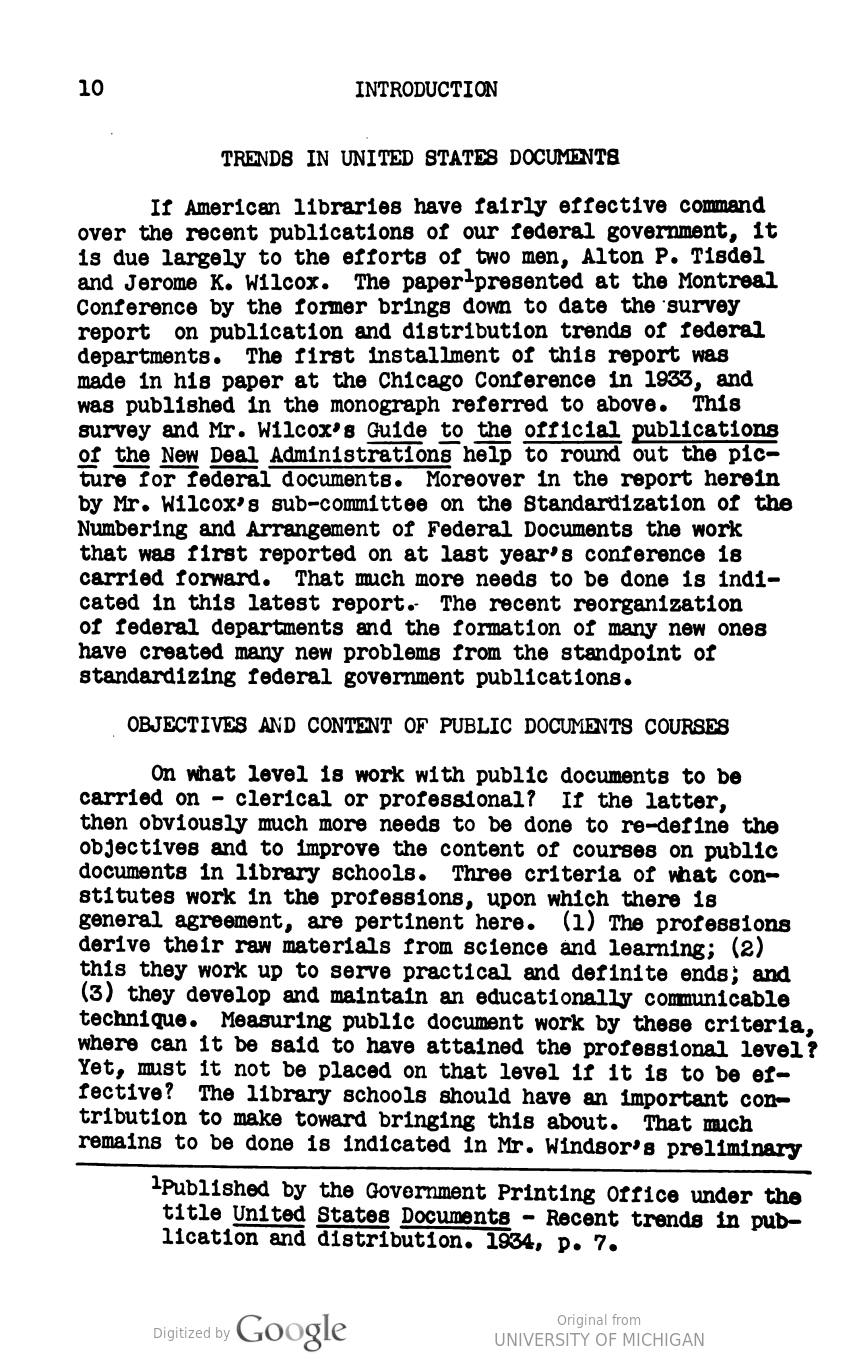 10 INTRODUCTION
TRENDS IN UNITED STATES DOCUMENTS
If American libraries have fairly effective command
over the recent publications of our federal government, it
is due largely to the efforts of two men, Alton P. Tisdel
and Jerome K. Wilcox. The paper¹presented at the Montreal
Conference by the former brings down to date the survey
report on publication and distribution trends of federal
departments. The first installment of this report was
made in his paper at the Chicago Conference in 1933, and
was published in the monograph referred to above. This
survey and Mr. Wilcox's Guide to the official publications
of the New Deal Administrations help to round out the pic-
ture for federal documents. Moreover in the report herein
by Mr. Wilcox's sub-committee on the Standardization of the
Numbering and Arrangement of Federal Documents the work
that was first reported on at last year's conference is
carried forward. That much more needs to be done is indi-
cated in this latest report. The recent reorganization
of federal departments and the formation of many new ones
have created many new problems from the standpoint of
standardizing federal government publications.
OBJECTIVES AND CONTENT OF PUBLIC DOCUMENTS COURSES
On what level is work with public documents to be
carried on - clerical or professional? If the latter,
then obviously much more needs to be done to re-define the
objectives and to improve the content of courses on public
documents in library schools. Three criteria of what con-
stitutes work in the professions, upon which there is
general agreement, are pertinent here. (1) The professions
derive their raw materials from science and learning; (2)
this they work up to serve practical and definite ends; and
(3) they develop and maintain an educationally communicable
technique. Measuring public document work by these criteria,
where can it be said to have attained the professional level?
Yet, must it not be placed on that level if it is to be ef-
fective? The library schools should have an important con-
tribution to make toward bringing this about. That much
remains to be done is indicated in Mr. Windsor's preliminary
¹Published by the Government Printing Office under the
title United States Documents - Recent trends in pub-
lication and distribution. 1934, p. 7.
Digitized by Google
Original from
UNIVERSITY OF MICHIGAN